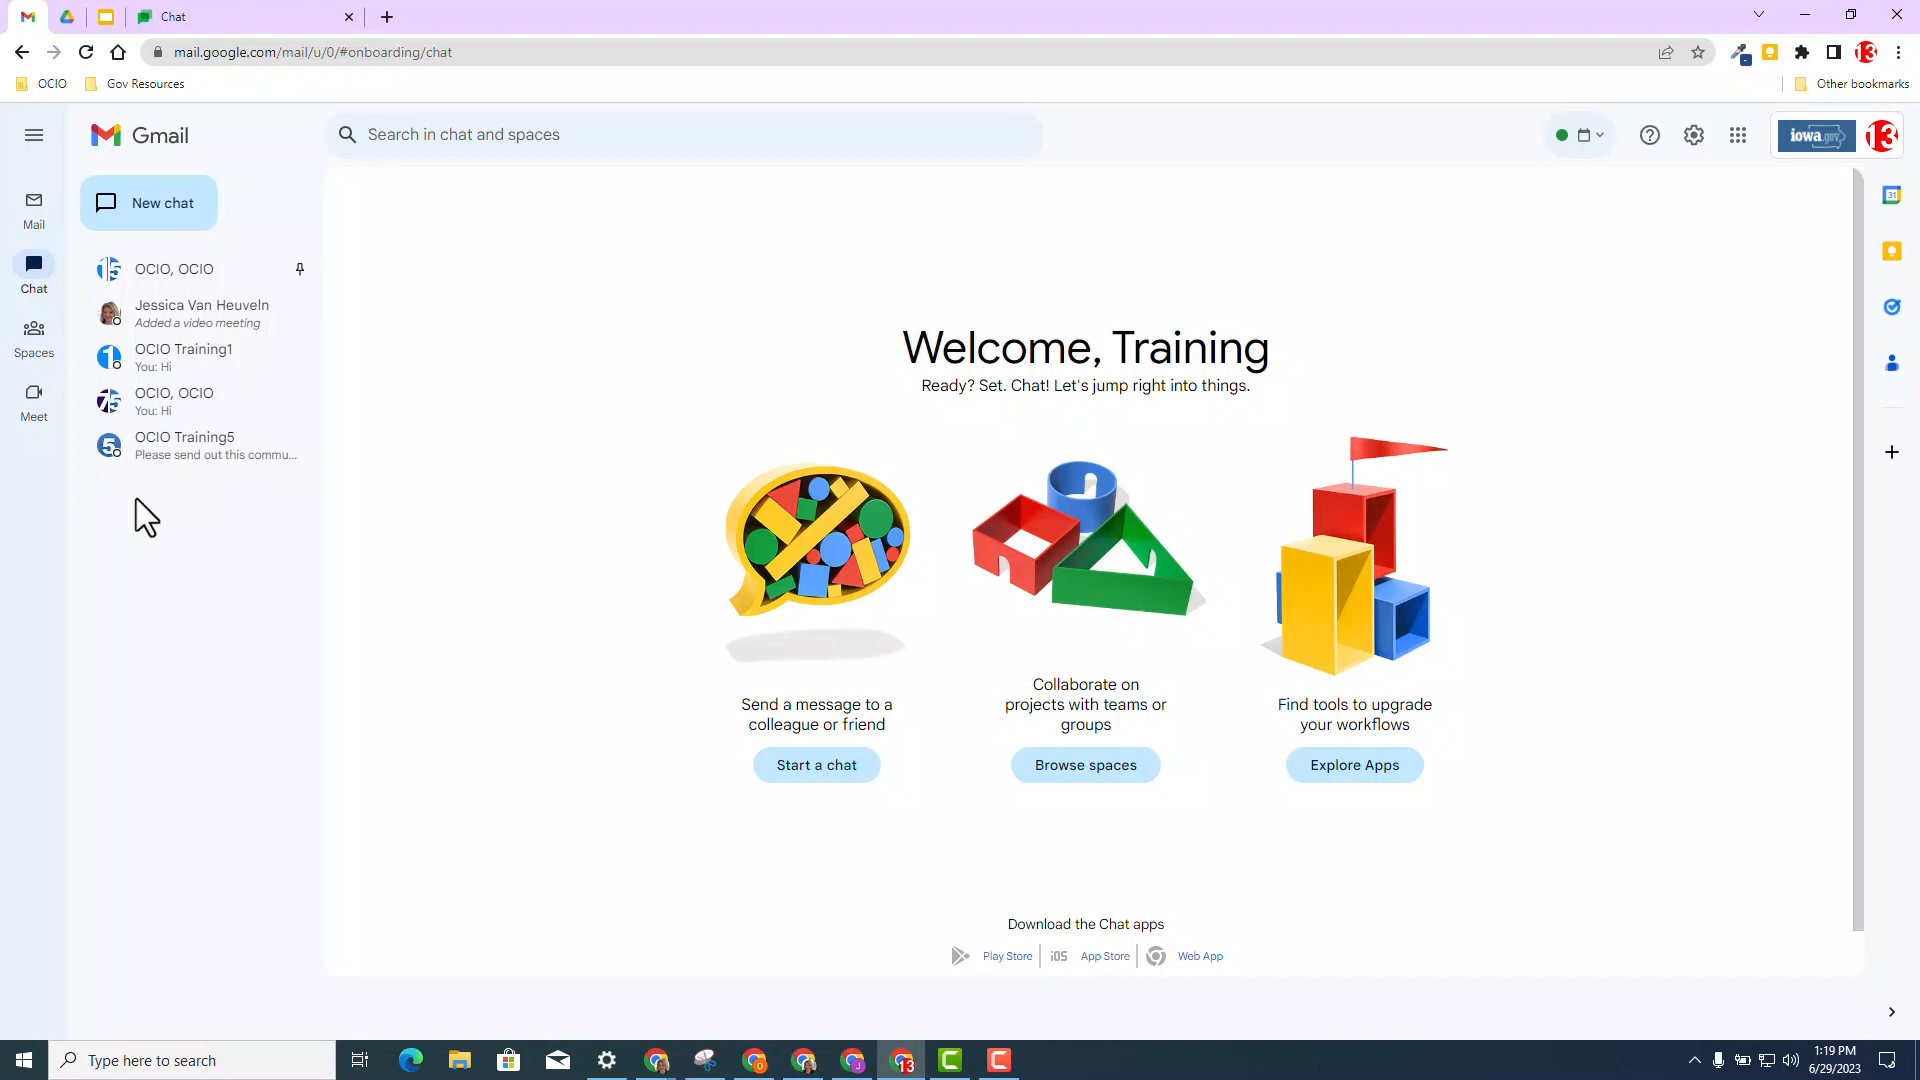 Chat
mail.google.com/mail/u/0/#onboarding/chat
OCIO
Gov Resources
Other bookmarks
Gmail
Search in chat and spaces
iowa.gov
13
Mail
Chat
Spaces
Meet
New chat
OCIO, OCIO
Jessica Van Heuveln
Added a video meeting
OCIO Training1
You: Hi
OCIO, OCIO
You: Hi
OCIO Training5
Please send out this commu...
Welcome, Training
Ready? Set. Chat! Let's jump right into things.
Send a message to a
colleague or friend
Start a chat
Collaborate on
projects with teams or
groups
Browse spaces
Find tools to upgrade
your workflows
Explore Apps
Download the Chat apps
Play Store
iOS
App Store
Web App
31
Type here to search
13
1:19 PM
6/29/2023